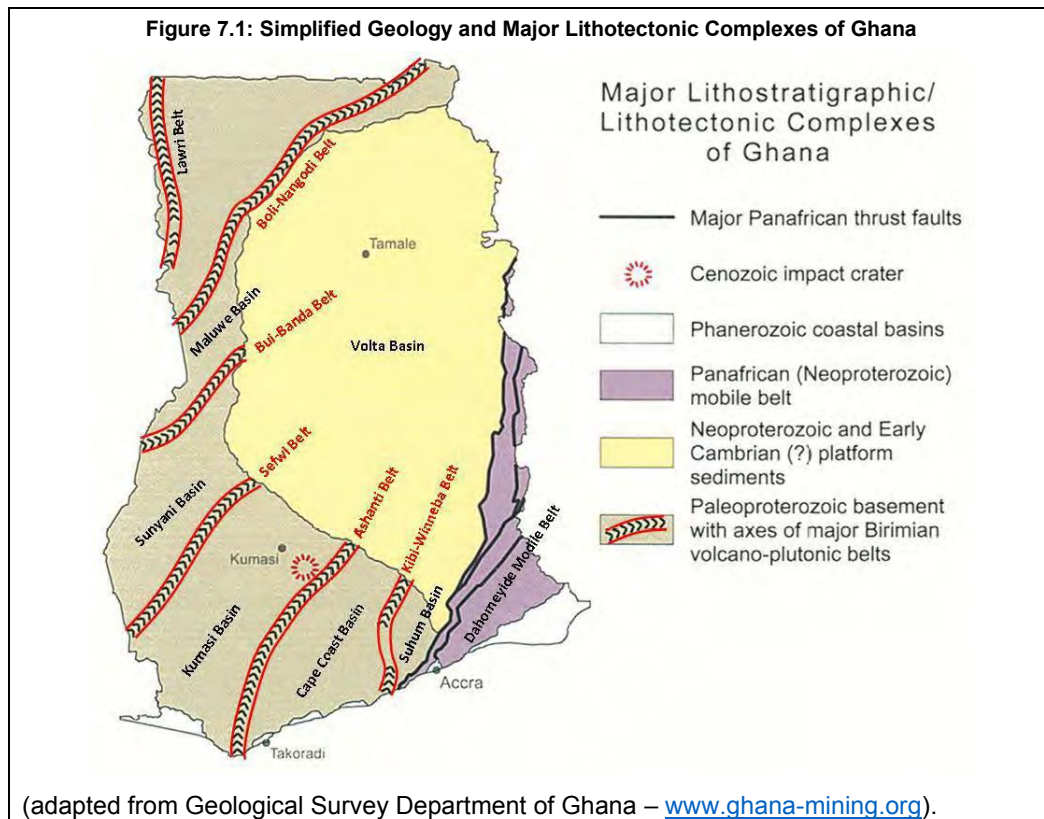 Figure 7.1: Simplified Geology and Major Lithotectonic Complexes of Ghana
Major Lithostratigraphic/
Lithotectonic Complexes
of Ghana
Major Panafrican thrust faults
Cenozoic impact crater
Phanerozoic coastal basins
Panafrican (Neoproterozoic)
mobile belt
Neoproterozoic and Early
Cambrian (?) platform
sediments
Paleoproterozoic basement
with axes of major Birimian
volcano-plutonic belts
Lawri Belt
Boli-Nangodi Belt
Tamale
Maluwe Basin
Bui-Banda Belt
Volta Basin
Sefwi Belt
Sunyani Basin
Ashanti Belt
Kibi-Winneba Belt
Kumasi
Kumasi Basin
Cape Coast Basin
Suhum Basin
Dahomeyide Modile Belt
Accra
Takoradi
(adapted from Geological Survey Department of Ghana – www.ghana-mining.org).